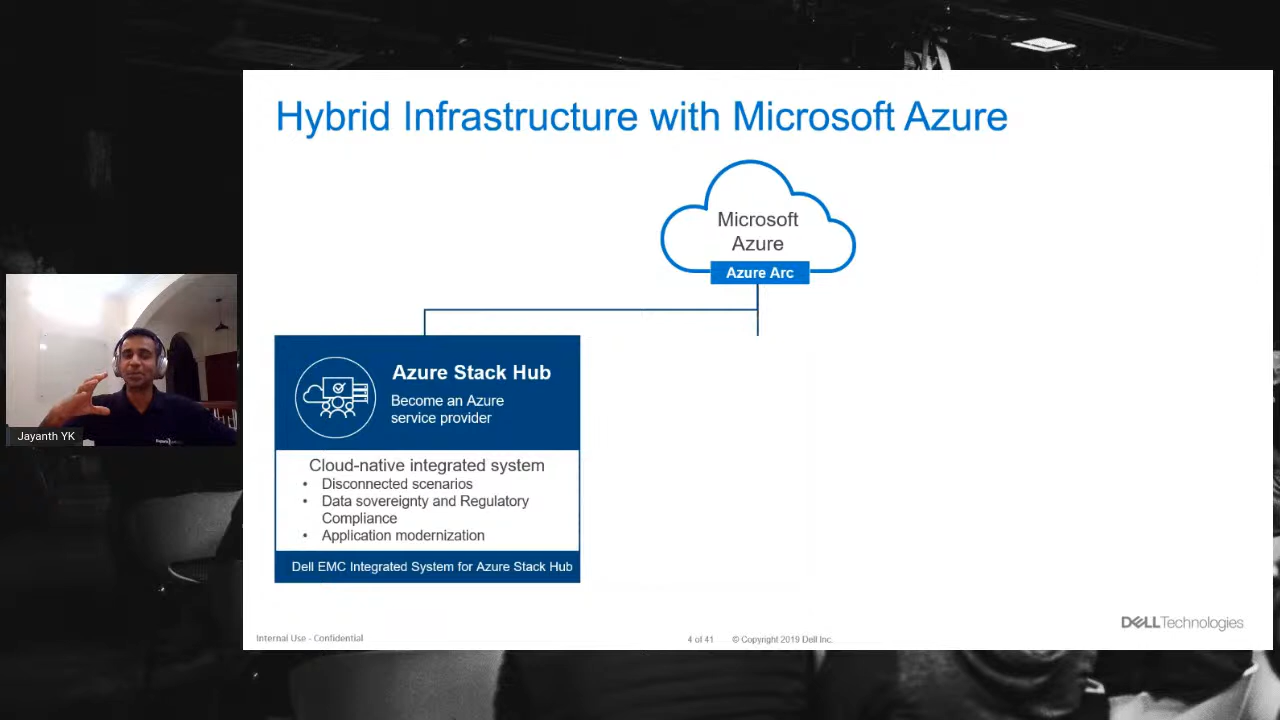 Hybrid Infrastructure with Microsoft Azure
Microsoft
Azure
Azure Arc
Azure Stack Hub
Become an Azure
service provider
Cloud-native integrated system
• Disconnected scenarios
• Data sovereignty and Regulatory
Compliance
• Application modernization
Dell EMC Integrated System for Azure Stack Hub
Jayanth YK
Internal Use - Confidential
4 of 41
© Copyright 2019 Dell Inc.
DELL Technologies